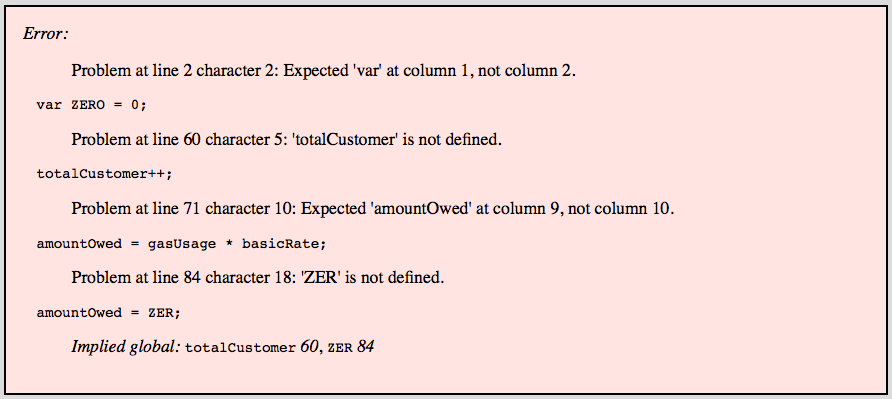 Error:
Problem at line 2 character 2: Expected 'var' at column 1, not column 2.
var ZERO = 0;
Problem at line 60 character 5: 'totalCustomer' is not defined.
totalCustomer++;
Problem at line 71 character 10: Expected 'amountOwed' at column 9, not column 10.
amountOwed = gasUsage * basicRate;
Problem at line 84 character 18: 'ZER' is not defined.
amountOwed = ZER;
Implied global: totalCustomer 60, ZER 84